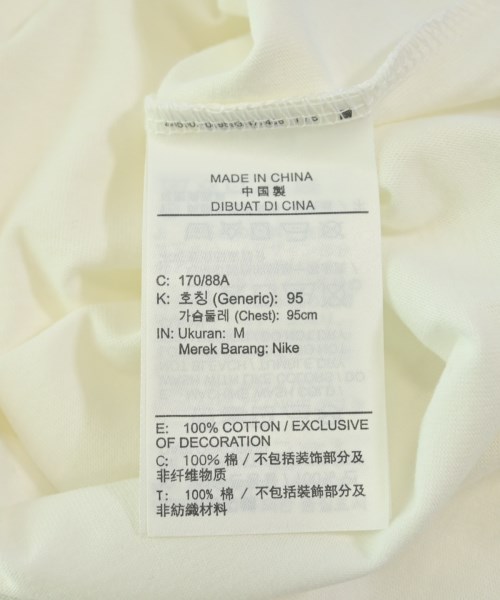 MADE IN CHINA
中国製
DIBUAT DI CINA
C: 170/88A
K: 호칭 (Generic): 95
가슴둘레 (Chest): 95cm
IN: Ukuran: M
Merek Barang: Nike
E: 100% COTTON / EXCLUSIVE
OF DECORATION
C: 100% 棉 / 不包括装饰部分及
非纤维物质
T: 100% 棉 / 不包括裝飾部分及
非紡織材料